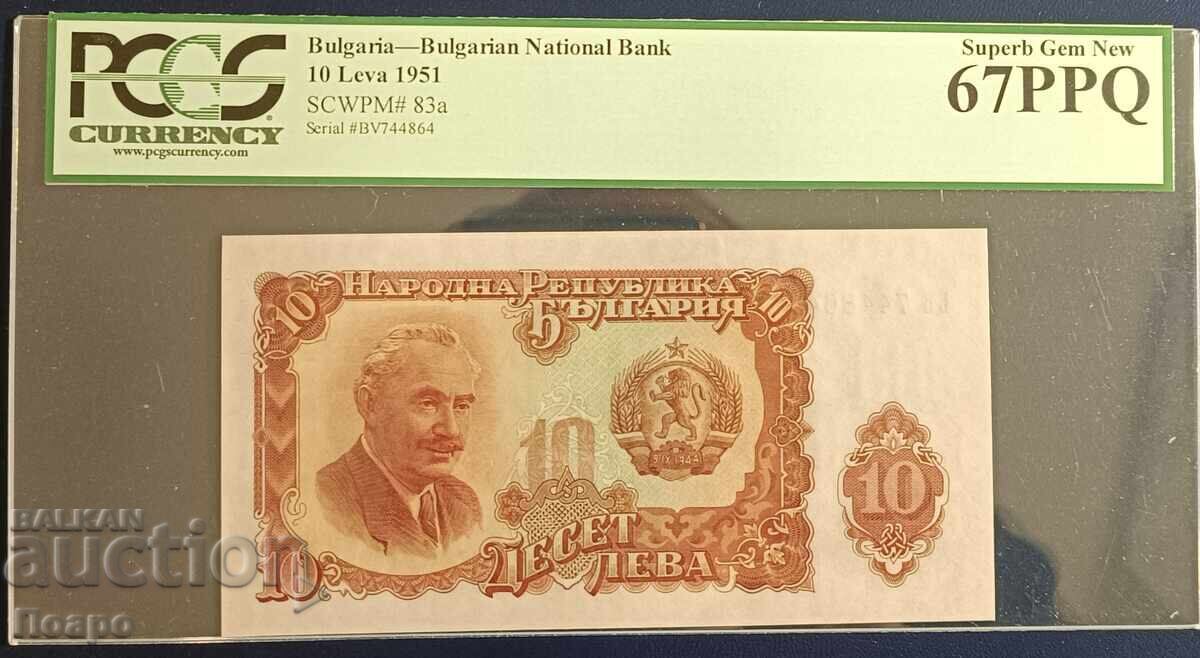 PCGS
CURRENCY
www.pcgscurrency.com
Bulgaria—Bulgarian National Bank
10 Leva 1951
SCWPM# 83a
Serial #BV744864
Superb Gem New
67PPQ
10 НАРОДНА РЕПУБЛИКА 10
БЪЛГАРИЯ
10
9·IX·1944
10
10 ДЕСЕТ ЛЕВА
BALKAN
auction
Поаро